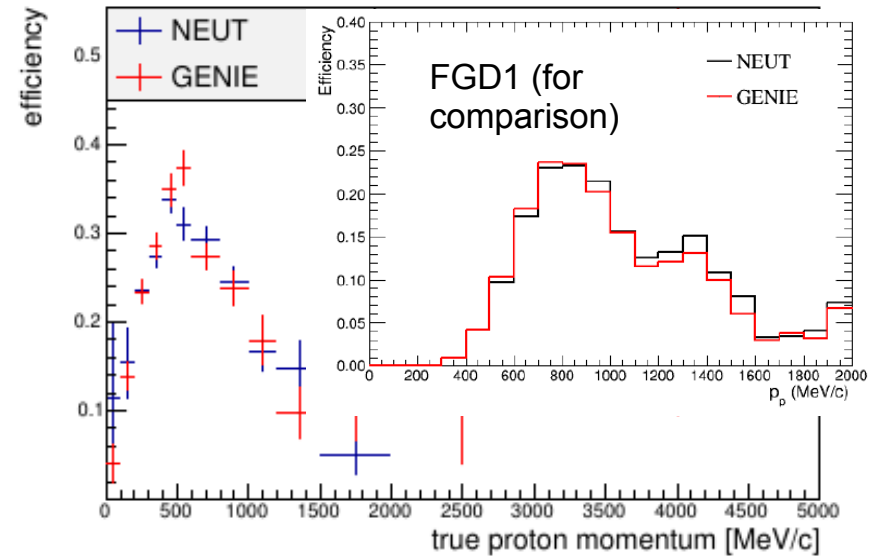 efficiency
NEUT
GENIE
0.5
0.4
0.3
0.2
0.1
0 500 1000 1500 2000 2500 3000 3500 4000 4500 5000
true proton momentum [MeV/c]
Efficiency
FGD1 (for
comparison)
NEUT
GENIE
0.40
0.35
0.30
0.25
0.20
0.15
0.10
0.05
0.00
0 200 400 600 800 1000 1200 1400 1600 1800 2000
p_p (MeV/c)